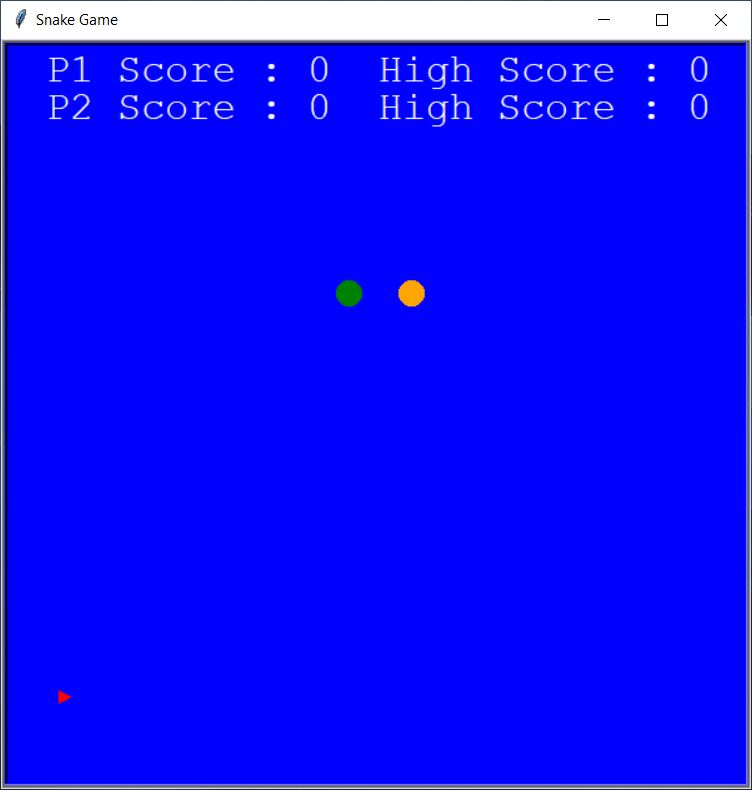 Snake Game
P1 Score : 0  High Score : 0
P2 Score : 0  High Score : 0